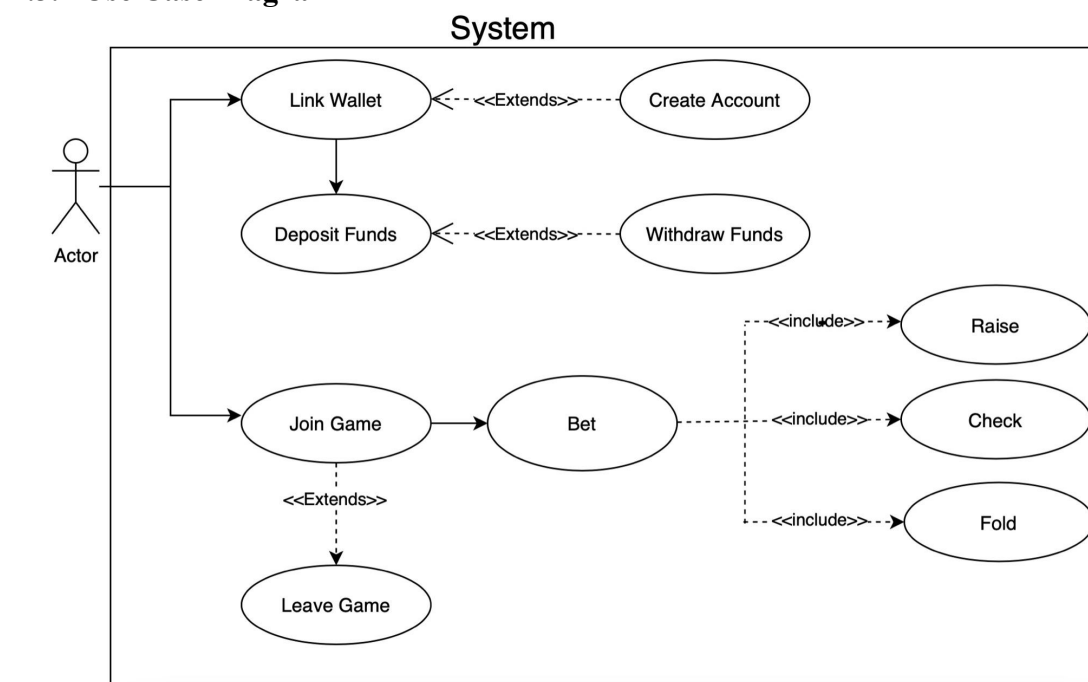 System
Link Wallet
<<Extends>>
Create Account
Actor
Deposit Funds
<<Extends>>
Withdraw Funds
<<include>>
Raise
Join Game
Bet
<<include>>
Check
<<Extends>>
<<include>>
Fold
Leave Game